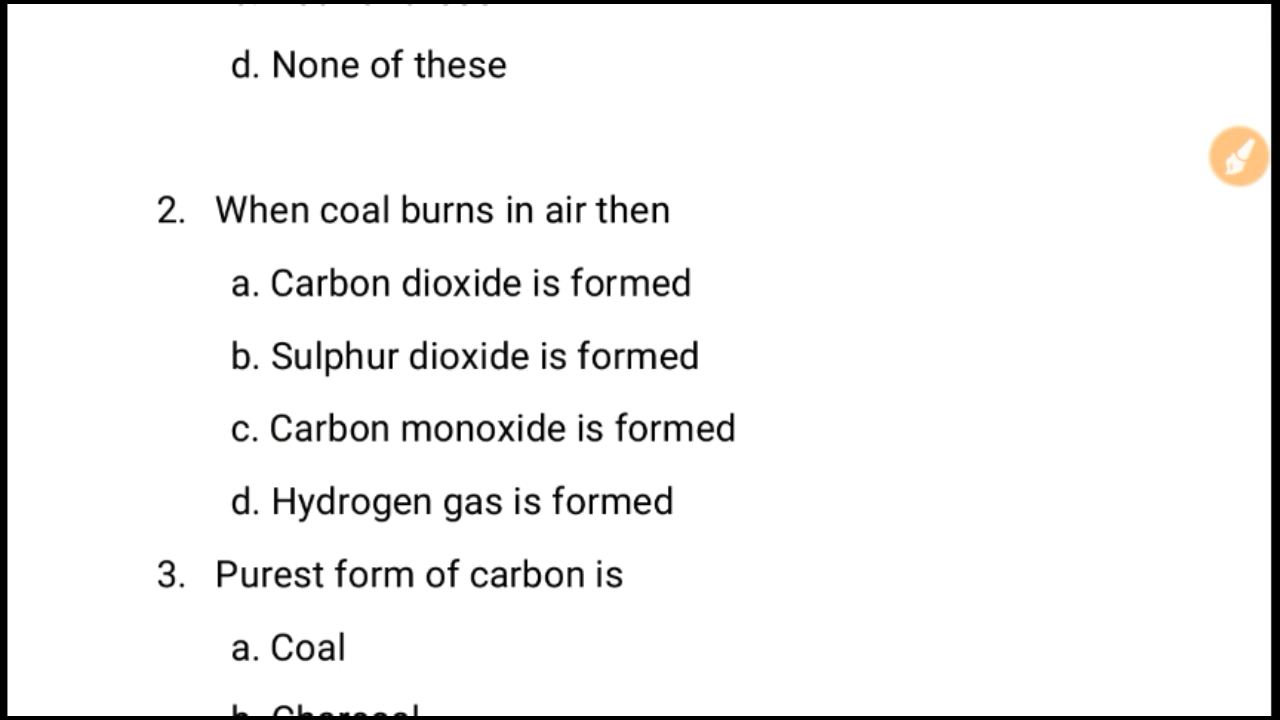 d. None of these
2. When coal burns in air then
a. Carbon dioxide is formed
b. Sulphur dioxide is formed
c. Carbon monoxide is formed
d. Hydrogen gas is formed
3. Purest form of carbon is
a. Coal
b. Charcoal